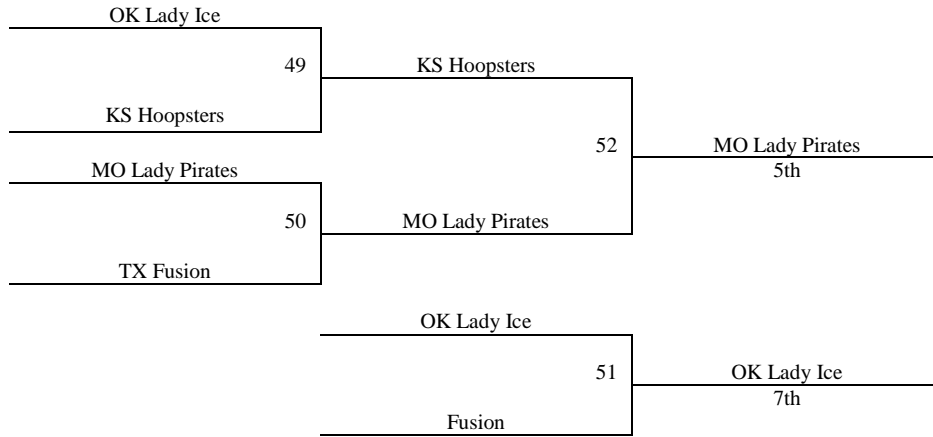 OK Lady Ice
49
KS Hoopsters
KS Hoopsters
52
MO Lady Pirates
5th
MO Lady Pirates
50
MO Lady Pirates
TX Fusion
OK Lady Ice
51
OK Lady Ice
7th
Fusion